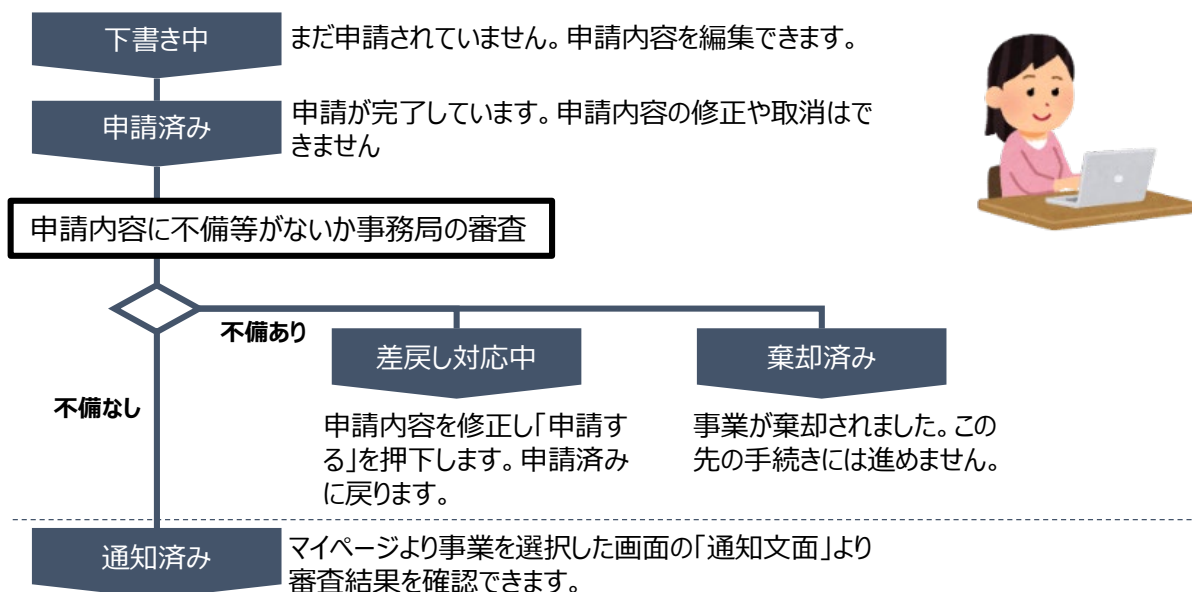 下書き中
まだ申請されていません。申請内容を編集できます。
申請済み
申請が完了しています。申請内容の修正や取消はで
きません
申請内容に不備等がないか事務局の審査
不備あり
不備なし
差戻し対応中
申請内容を修正し「申請す
る」を押下します。申請済み
に戻ります。
棄却済み
事業が棄却されました。この
先の手続きには進めません。
通知済み
マイページより事業を選択した画面の「通知文面」より
審査結果を確認できます。